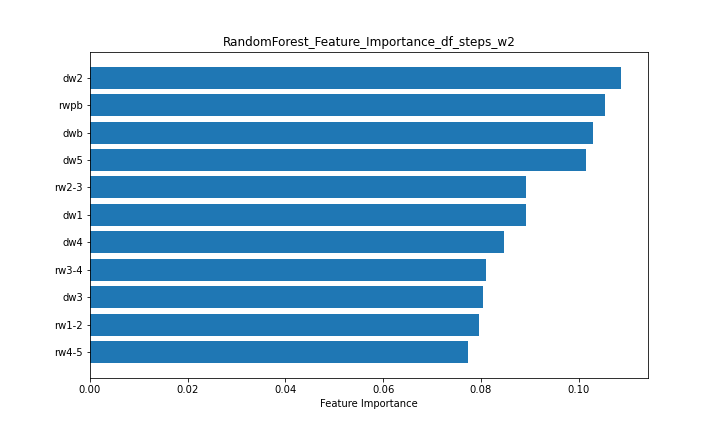 RandomForest_Feature_Importance_df_steps_w2
dw2
rwpb
dwb
dw5
rw2-3
dw1
dw4
rw3-4
dw3
rw1-2
rw4-5
0.00 0.02 0.04 0.06 0.08 0.10
Feature Importance